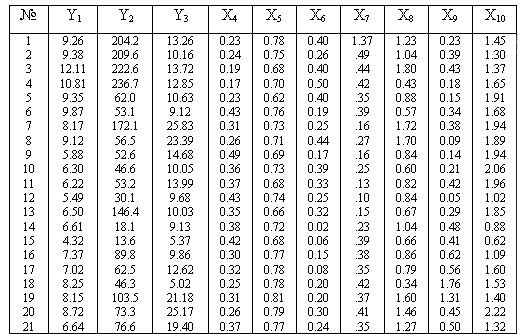 № Y1 Y2 Y3 X4 X5 X6 X7 X8 X9 X10
1 9.26 204.2 13.26 0.23 0.78 0.40 1.37 1.23 0.23 1.45
2 9.38 209.6 10.16 0.24 0.75 0.26 .49 1.04 0.39 1.30
3 12.11 222.6 13.72 0.19 0.68 0.40 .44 1.80 0.43 1.37
4 10.81 236.7 12.85 0.17 0.70 0.50 .42 0.43 0.18 1.65
5 9.35 62.0 10.63 0.23 0.62 0.40 .35 0.88 0.15 1.91
6 9.87 53.1 9.12 0.43 0.76 0.19 .39 0.57 0.34 1.68
7 8.17 172.1 25.83 0.31 0.73 0.25 .16 1.72 0.38 1.94
8 9.12 56.5 23.39 0.26 0.71 0.44 .27 1.70 0.09 1.89
9 5.88 52.6 14.68 0.49 0.69 0.17 .16 0.84 0.14 1.94
10 6.30 46.6 10.05 0.36 0.73 0.39 .25 0.60 0.21 2.06
11 6.22 53.2 13.99 0.37 0.68 0.33 .13 0.82 0.42 1.96
12 5.49 30.1 9.68 0.43 0.74 0.25 .10 0.84 0.05 1.02
13 6.50 146.4 10.03 0.35 0.66 0.32 .15 0.67 0.29 1.85
14 6.61 18.1 9.13 0.38 0.72 0.02 .23 1.04 0.48 0.88
15 4.32 13.6 5.37 0.42 0.68 0.06 .39 0.66 0.41 0.62
16 7.37 89.8 9.86 0.30 0.77 0.15 .38 0.86 0.62 1.09
17 7.02 62.5 12.62 0.32 0.78 0.08 .35 0.79 0.56 1.60
18 8.25 46.3 5.02 0.25 0.78 0.20 .42 0.34 1.76 1.53
19 8.15 103.5 21.18 0.31 0.81 0.20 .37 1.60 1.31 1.40
20 8.72 73.3 25.17 0.26 0.79 0.30 .41 1.46 0.45 2.22
21 6.64 76.6 19.40 0.37 0.77 0.24 .35 1.27 0.50 1.32